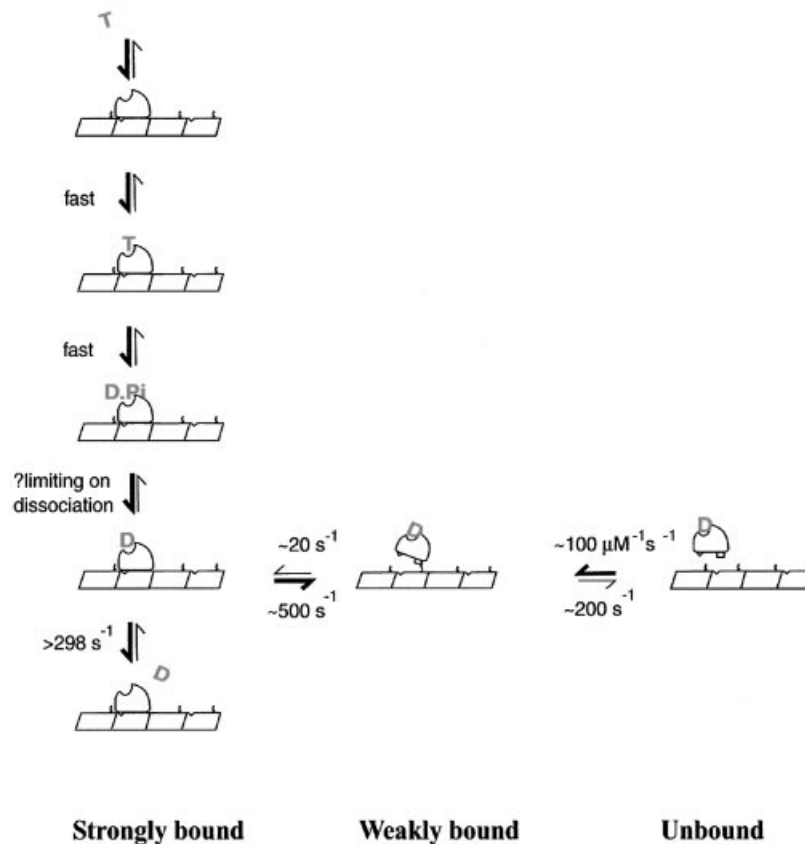 T
fast
T
fast
D.Pi
?limiting on
dissociation
D
~20 s⁻¹
~500 s⁻¹
D
~100 μM⁻¹s⁻¹
~200 s⁻¹
D
>298 s⁻¹
D
Strongly bound
Weakly bound
Unbound